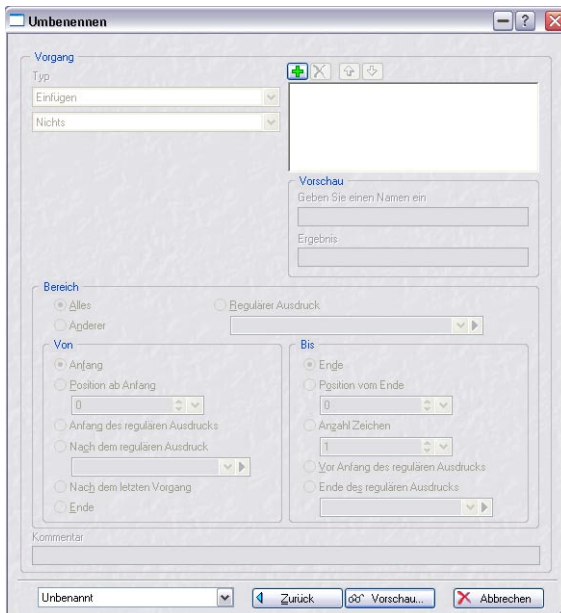 Umbenennen
Vorgang
Typ
Einfügen
Nichts
Vorschau
Geben Sie einen Namen ein
Ergebnis
Bereich
Alles
Regulärer Ausdruck
Anderer
Von
Anfang
Position ab Anfang
0
Anfang des regulären Ausdrucks
Nach dem regulären Ausdruck
Nach dem letzten Vorgang
Ende
Bis
Ende
Position vom Ende
0
Anzahl Zeichen
1
Vor Anfang des regulären Ausdrucks
Ende des regulären Ausdrucks
Kommentar
Unbenannt
Zurück
Vorschau...
Abbrechen